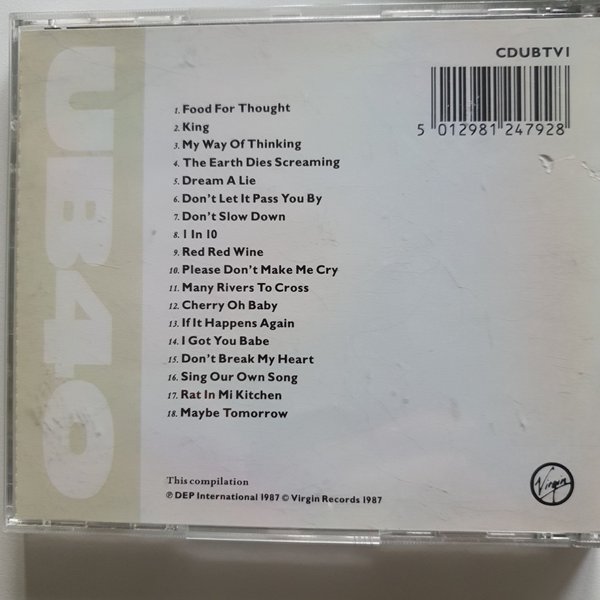 UB40
CDUBTV1
5 012981 247928
1. Food For Thought
2. King
3. My Way Of Thinking
4. The Earth Dies Screaming
5. Dream A Lie
6. Don't Let It Pass You By
7. Don't Slow Down
8. 1 In 10
9. Red Red Wine
10. Please Don't Make Me Cry
11. Many Rivers To Cross
12. Cherry Oh Baby
13. If It Happens Again
14. I Got You Babe
15. Don't Break My Heart
16. Sing Our Own Song
17. Rat In Mi Kitchen
18. Maybe Tomorrow
This compilation
℗ DEP International 1987 © Virgin Records 1987
Virgin